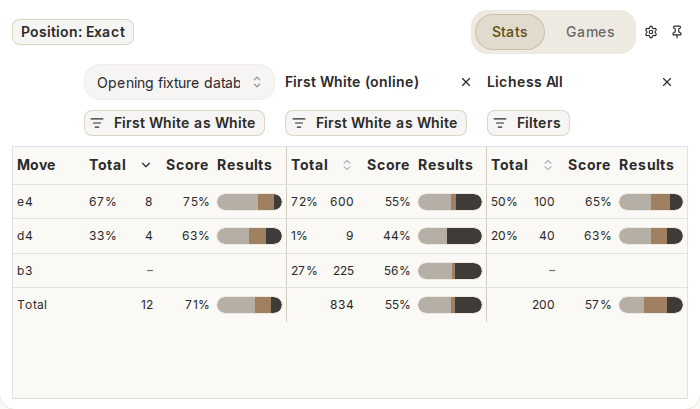 Position: Exact
Stats Games
Opening fixture datab First White (online) Lichess All
First White as White First White as White Filters
Move Total Score Results Total Score Results Total Score Results
e4 67% 8 75% 72% 600 55% 50% 100 65%
d4 33% 4 63% 1% 9 44% 20% 40 63%
b3 – 27% 225 56% –
Total 12 71% 834 55% 200 57%